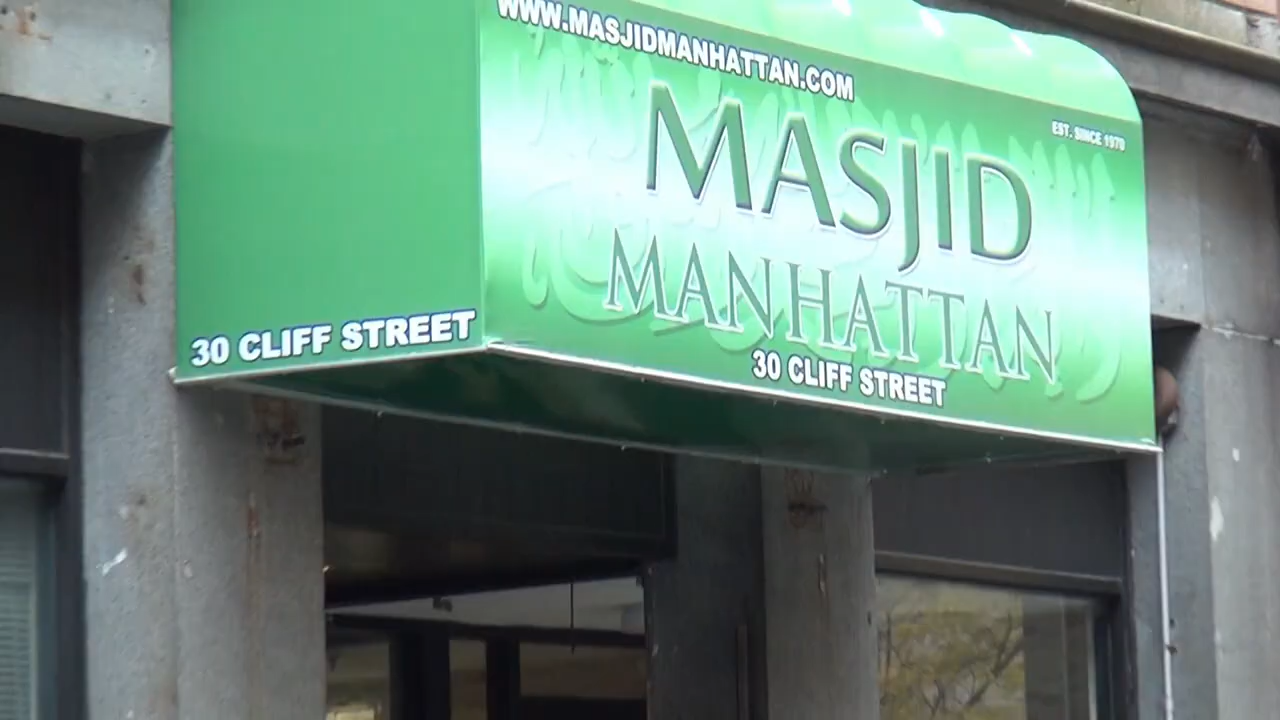 WWW.MASJIDMANHATTAN.COM
EST. SINCE 1970
MASJID
MANHATTAN
30 CLIFF STREET
30 CLIFF STREET